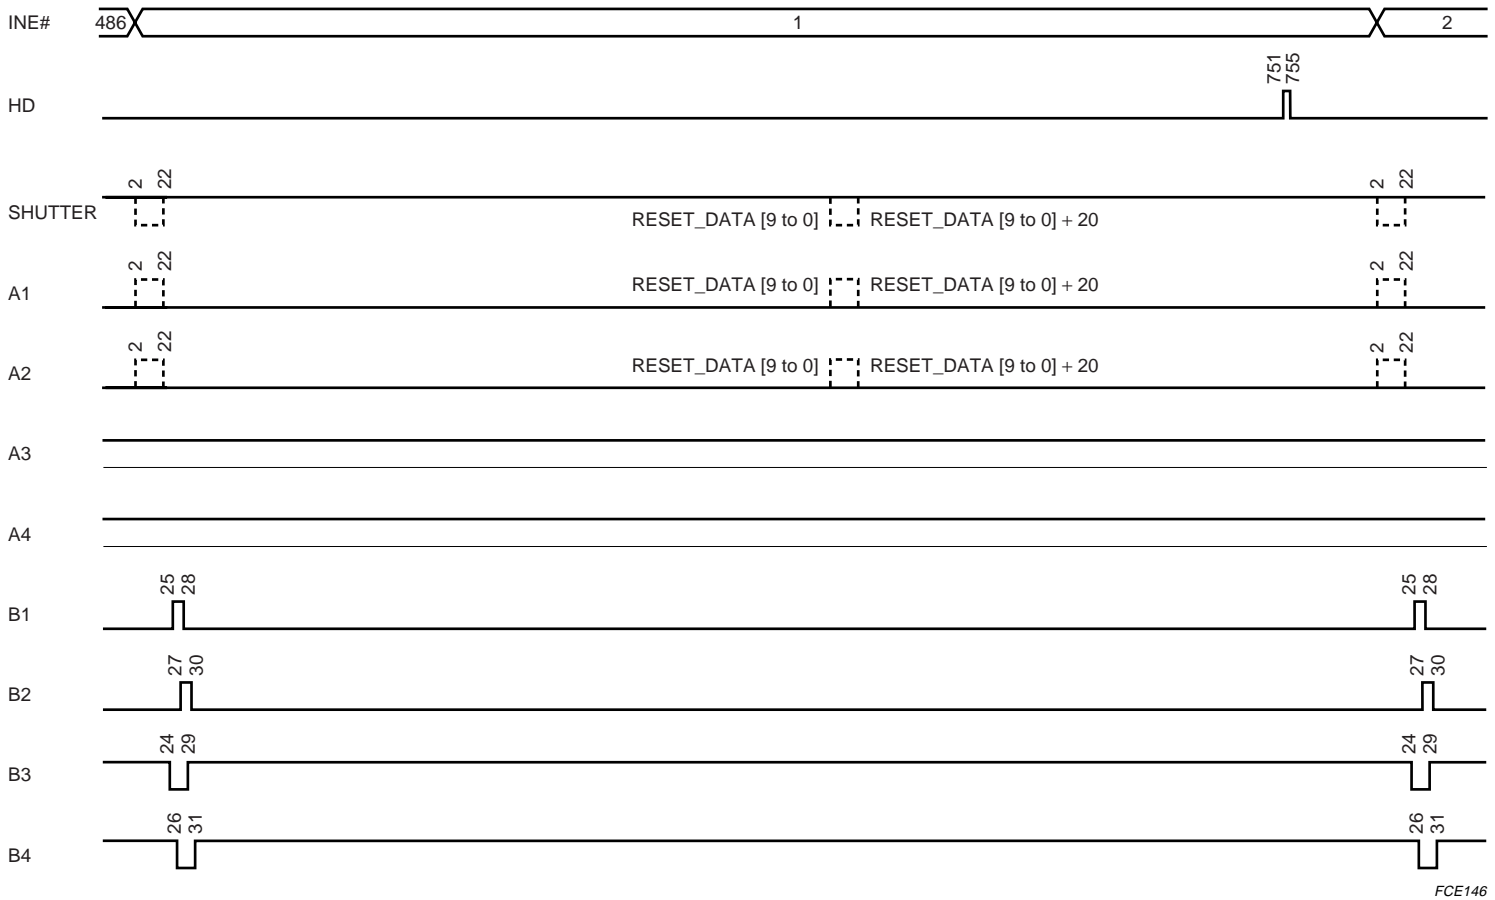 INE# 486 1 2
751 755
HD
2 22 2 22
SHUTTER RESET_DATA [9 to 0] RESET_DATA [9 to 0] + 20
2 22 2 22
A1 RESET_DATA [9 to 0] RESET_DATA [9 to 0] + 20
2 22 2 22
A2 RESET_DATA [9 to 0] RESET_DATA [9 to 0] + 20
A3
A4
25 28 25 28
B1
27 30 27 30
B2
24 29 24 29
B3
26 31 26 31
B4
FCE146